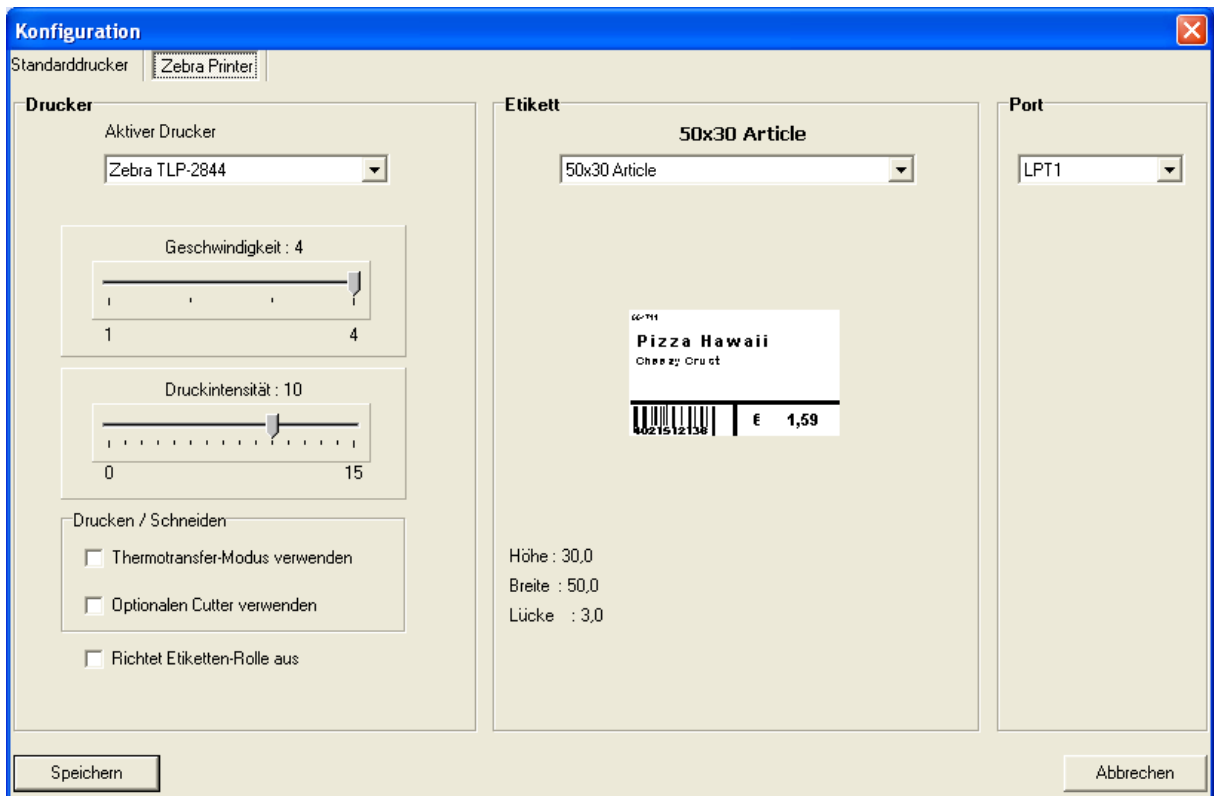 Konfiguration
Standarddrucker
Zebra Printer
Drucker
Aktiver Drucker
Zebra TLP-2844
Geschwindigkeit : 4
1 4
Druckintensität : 10
0 15
Drucken / Schneiden
Thermotransfer-Modus verwenden
Optionalen Cutter verwenden
Richtet Etiketten-Rolle aus
Etikett
50x30 Article
50x30 Article
Pizza Hawaii
Cheezy Crust
4021512138
€ 1,59
Höhe : 30,0
Breite : 50,0
Lücke : 3,0
Port
LPT1
Speichern
Abbrechen